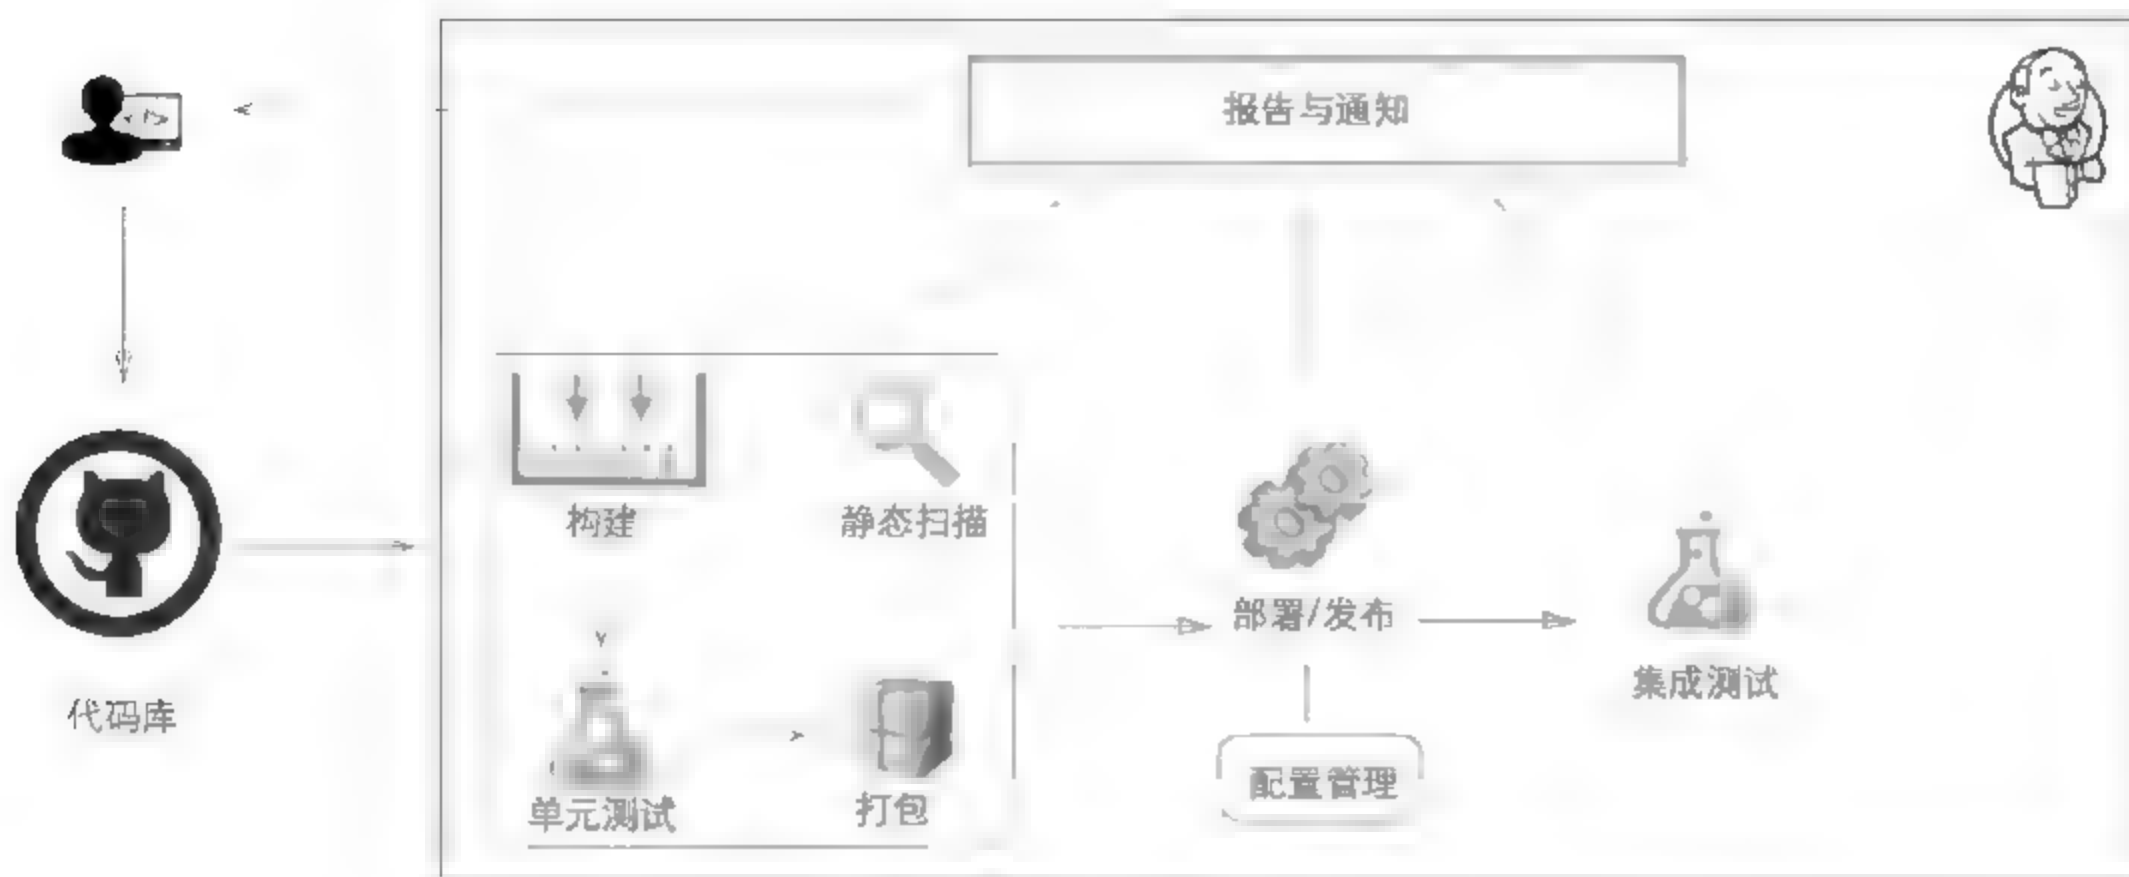 报告与通知
构建
静态扫描
部署/发布
集成测试
代码库
配置管理
单元测试
打包